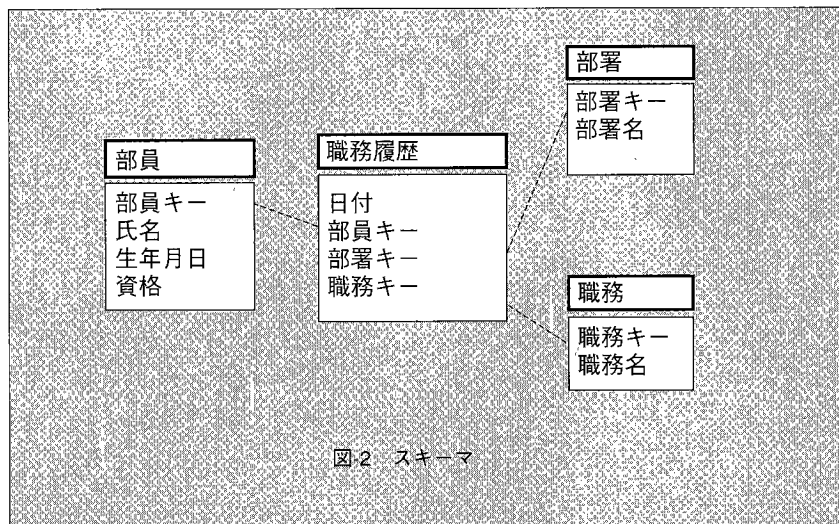 部員
部員キー
氏名
生年月日
資格
職務履歴
日付
部員キー
部署キー
職務キー
部署
部署キー
部署名
職務
職務キー
職務名
図2 スキーマ